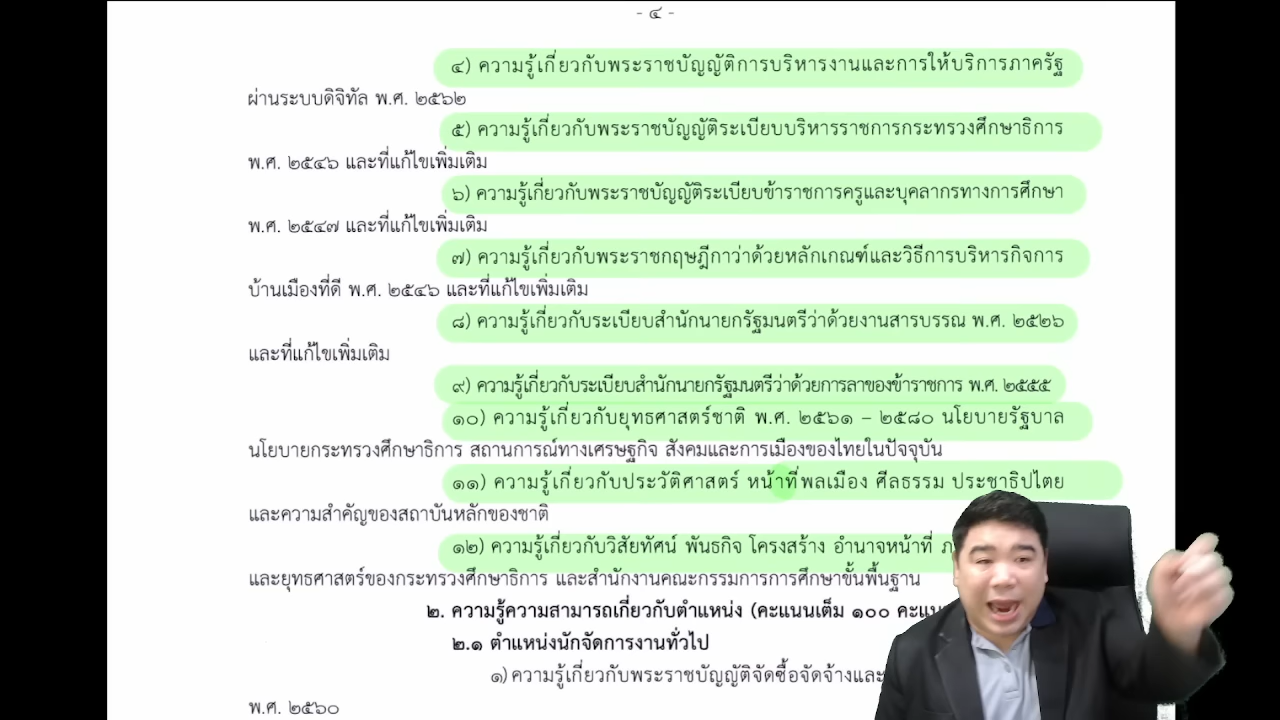 - ๔ -
๔) ความรู้เกี่ยวกับพระราชบัญญัติการบริหารงานและการให้บริการภาครัฐ
ผ่านระบบดิจิทัล พ.ศ. ๒๕๖๒
๕) ความรู้เกี่ยวกับพระราชบัญญัติระเบียบบริหารราชการกระทรวงศึกษาธิการ
พ.ศ. ๒๕๔๖ และที่แก้ไขเพิ่มเติม
๖) ความรู้เกี่ยวกับพระราชบัญญัติระเบียบข้าราชการครูและบุคลากรทางการศึกษา
พ.ศ. ๒๕๔๗ และที่แก้ไขเพิ่มเติม
๗) ความรู้เกี่ยวกับพระราชกฤษฎีกาว่าด้วยหลักเกณฑ์และวิธีการบริหารกิจการ
บ้านเมืองที่ดี พ.ศ. ๒๕๔๖ และที่แก้ไขเพิ่มเติม
๘) ความรู้เกี่ยวกับระเบียบสำนักนายกรัฐมนตรีว่าด้วยงานสารบรรณ พ.ศ. ๒๕๒๖
และที่แก้ไขเพิ่มเติม
๙) ความรู้เกี่ยวกับระเบียบสำนักนายกรัฐมนตรีว่าด้วยการลาของข้าราชการ พ.ศ. ๒๕๕๕
๑๐) ความรู้เกี่ยวกับยุทธศาสตร์ชาติ พ.ศ. ๒๕๖๑ – ๒๕๘๐ นโยบายรัฐบาล
นโยบายกระทรวงศึกษาธิการ สถานการณ์ทางเศรษฐกิจ สังคมและการเมืองของไทยในปัจจุบัน
๑๑) ความรู้เกี่ยวกับประวัติศาสตร์ หน้าที่พลเมือง ศีลธรรม ประชาธิปไตย
และความสำคัญของสถาบันหลักของชาติ
๑๒) ความรู้เกี่ยวกับวิสัยทัศน์ พันธกิจ โครงสร้าง อำนาจหน้าที่
และยุทธศาสตร์ของกระทรวงศึกษาธิการ และสำนักงานคณะกรรมการการศึกษาขั้นพื้นฐาน
๒. ความรู้ความสามารถเกี่ยวกับตำแหน่ง (คะแนนเต็ม ๑๐๐
๒.๑ ตำแหน่งนักจัดการงานทั่วไป
๑) ความรู้เกี่ยวกับพระราชบัญญัติจัดซื้อจัดจ้างและ
พ.ศ. ๒๕๖๐